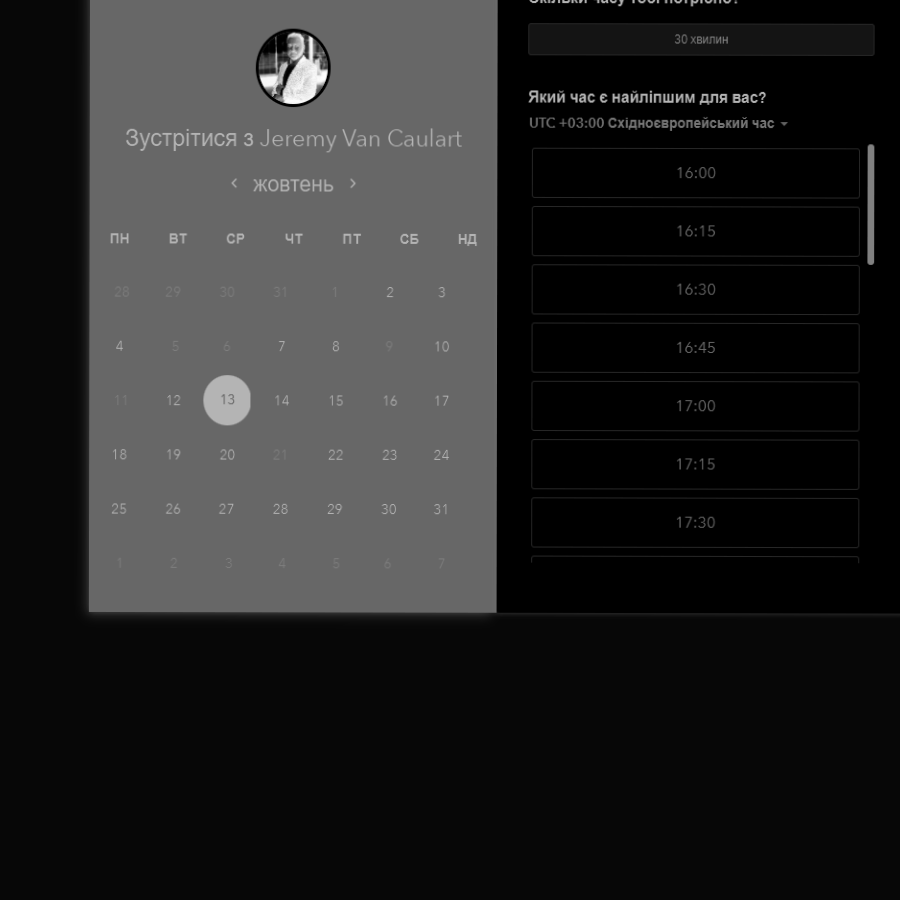 Зустрітися з Jeremy Van Caulart
‹ жовтень ›
ПН ВТ СР ЧТ ПТ СБ НД
28 29 30 31 1 2 3
4 5 6 7 8 9 10
11 12 13 14 15 16 17
18 19 20 21 22 23 24
25 26 27 28 29 30 31
1 2 3 4 5 6 7
Скільки часу тобі потрібно?
30 хвилин
Який час є найліпшим для вас?
UTC +03:00 Східноєвропейський час
16:00
16:15
16:30
16:45
17:00
17:15
17:30